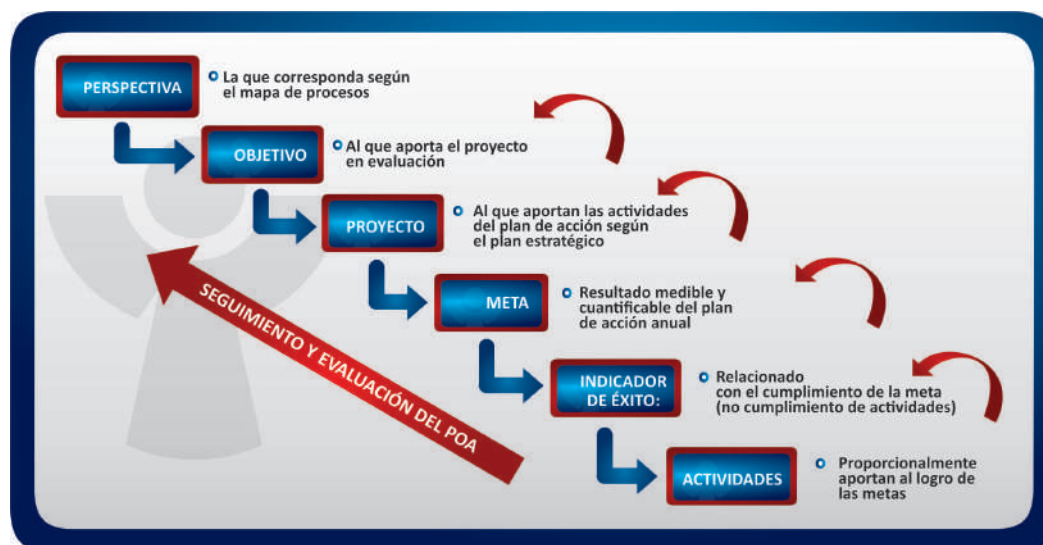 PERSPECTIVA
La que corresponda según
el mapa de procesos
OBJETIVO
Al que aporta el proyecto
en evaluación
PROYECTO
Al que aportan las actividades
del plan de acción según
el plan estratégico
META
Resultado medible y
cuantificable del plan
de acción anual
INDICADOR
DE ÉXITO:
Relacionado
con el cumplimiento de la meta
(no cumplimiento de actividades)
ACTIVIDADES
Proporcionalmente
aportan al logro de
las metas
SEGUIMIENTO Y EVALUACIÓN DEL POA